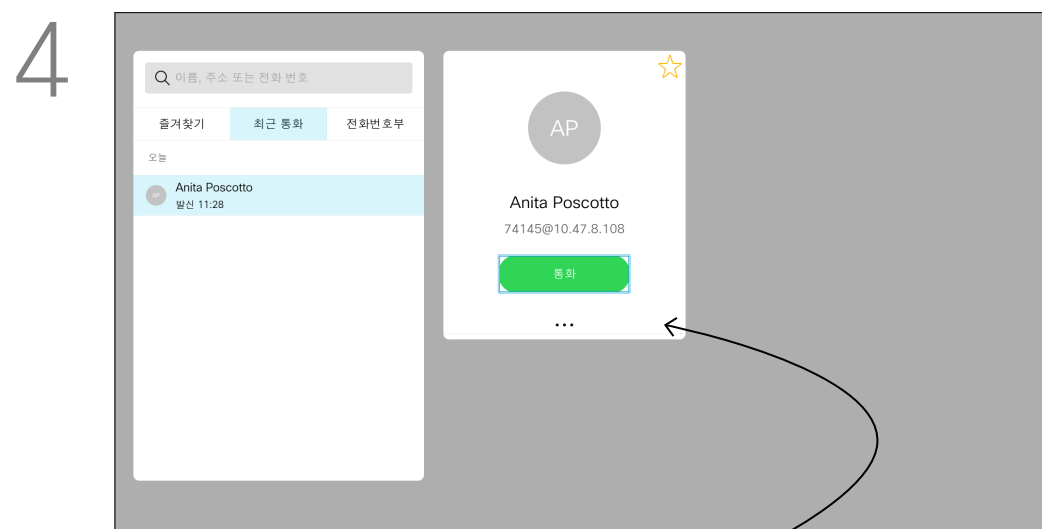 4
이름, 주소 또는 전화 번호
즐겨찾기 최근 통화 전화번호부
오늘
AP Anita Poscotto
발신 11:28
AP
Anita Poscotto
74145@10.47.8.108
통화
...